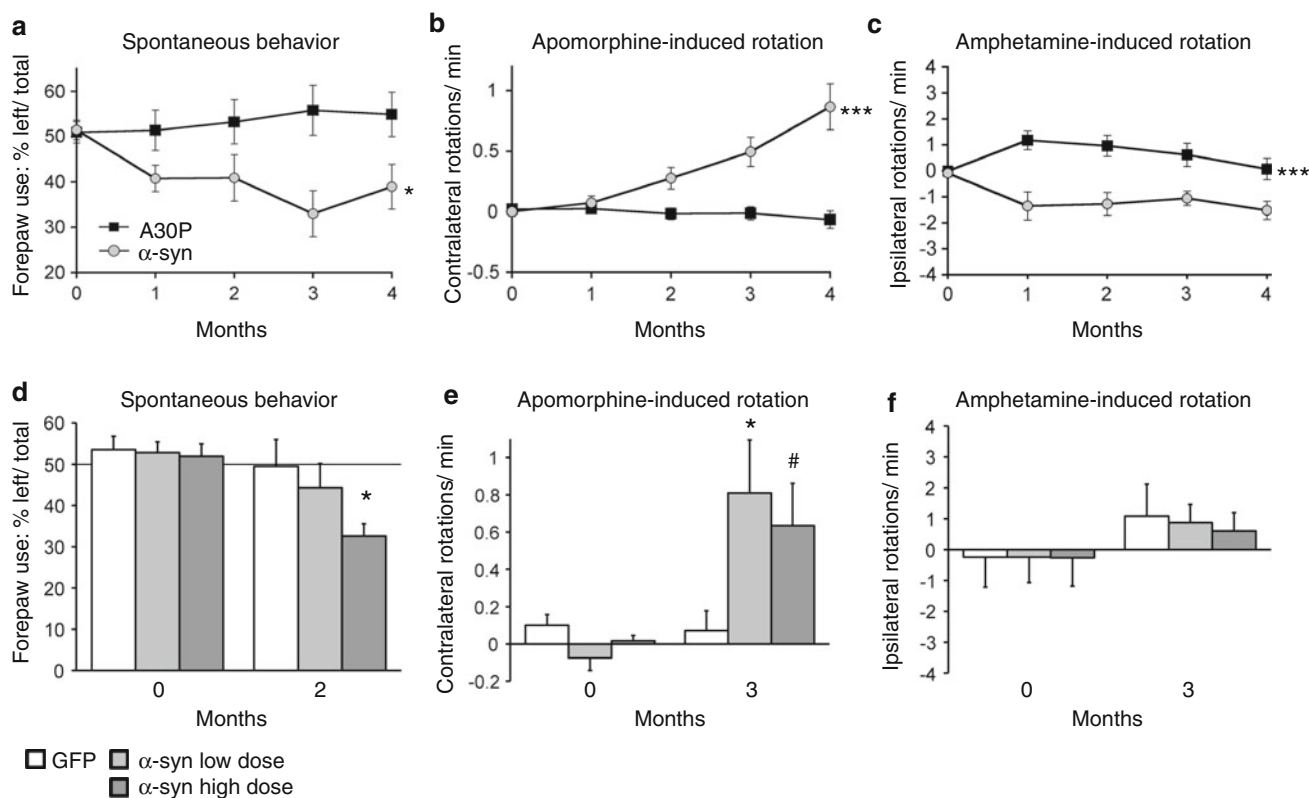 a
Spontaneous behavior
Forepaw use: % left/ total
60
50
40
30
20
A30P
α-syn
*
0 1 2 3 4
Months
b
Apomorphine-induced rotation
Contralateral rotations/ min
1
0.5
0
-0.5
***
0 1 2 3 4
Months
c
Amphetamine-induced rotation
Ipsilateral rotations/ min
4
3
2
1
0
-1
-2
-3
-4
***
0 1 2 3 4
Months
d
Spontaneous behavior
Forepaw use: % left/ total
60
50
40
30
20
10
0
*
0 2
Months
e
Apomorphine-induced rotation
Contralateral rotations/ min
1
0.8
0.6
0.4
0.2
0
-0.2
*
#
0 3
Months
f
Amphetamine-induced rotation
Ipsilateral rotations/ min
4
3
2
1
0
-1
-2
-3
-4
0 3
Months
GFP
α-syn low dose
α-syn high dose